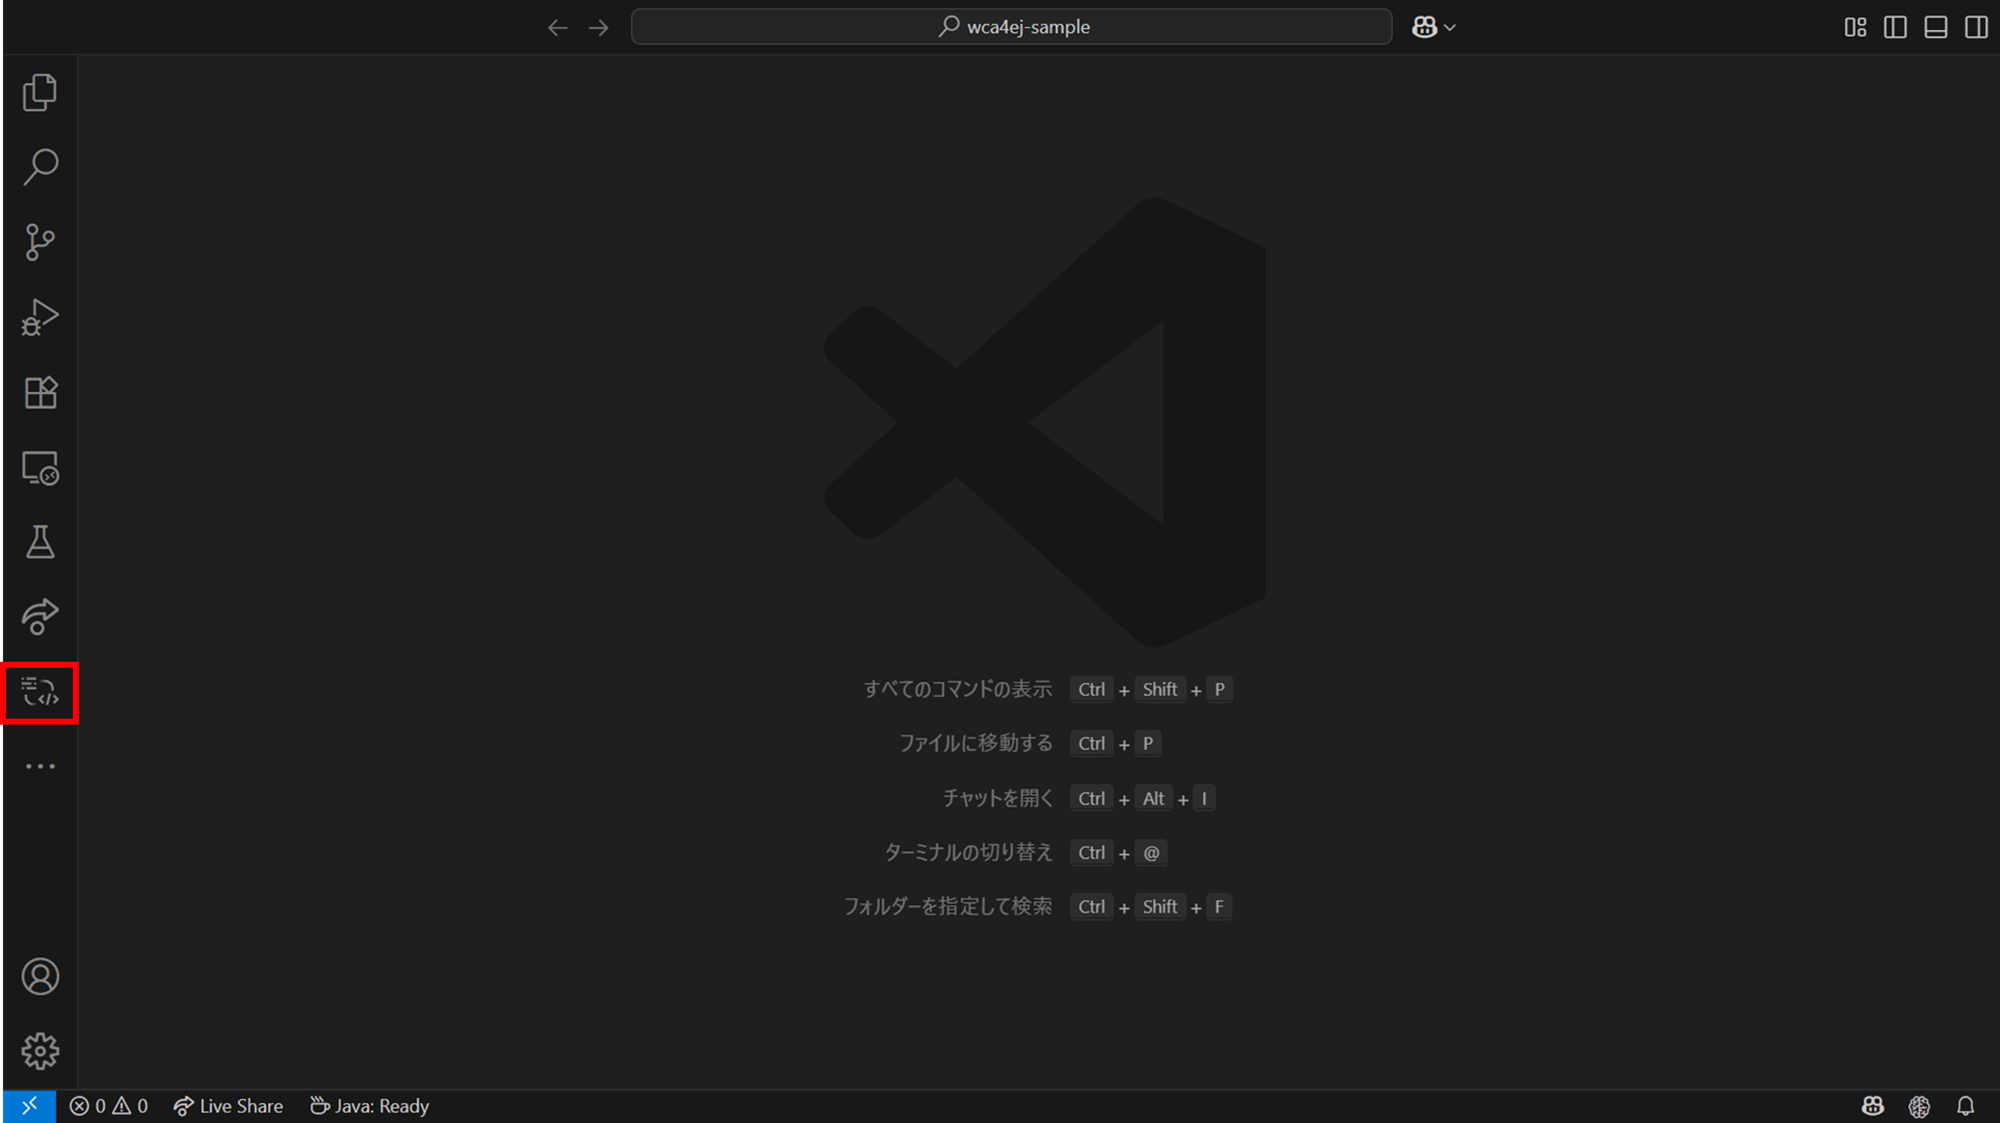 wca4ej-sample
すべてのコマンドの表示 Ctrl + Shift + P
ファイルに移動する Ctrl + P
チャットを開く Ctrl + Alt + I
ターミナルの切り替え Ctrl + @
フォルダーを指定して検索 Ctrl + Shift + F
0 0 Live Share Java: Ready